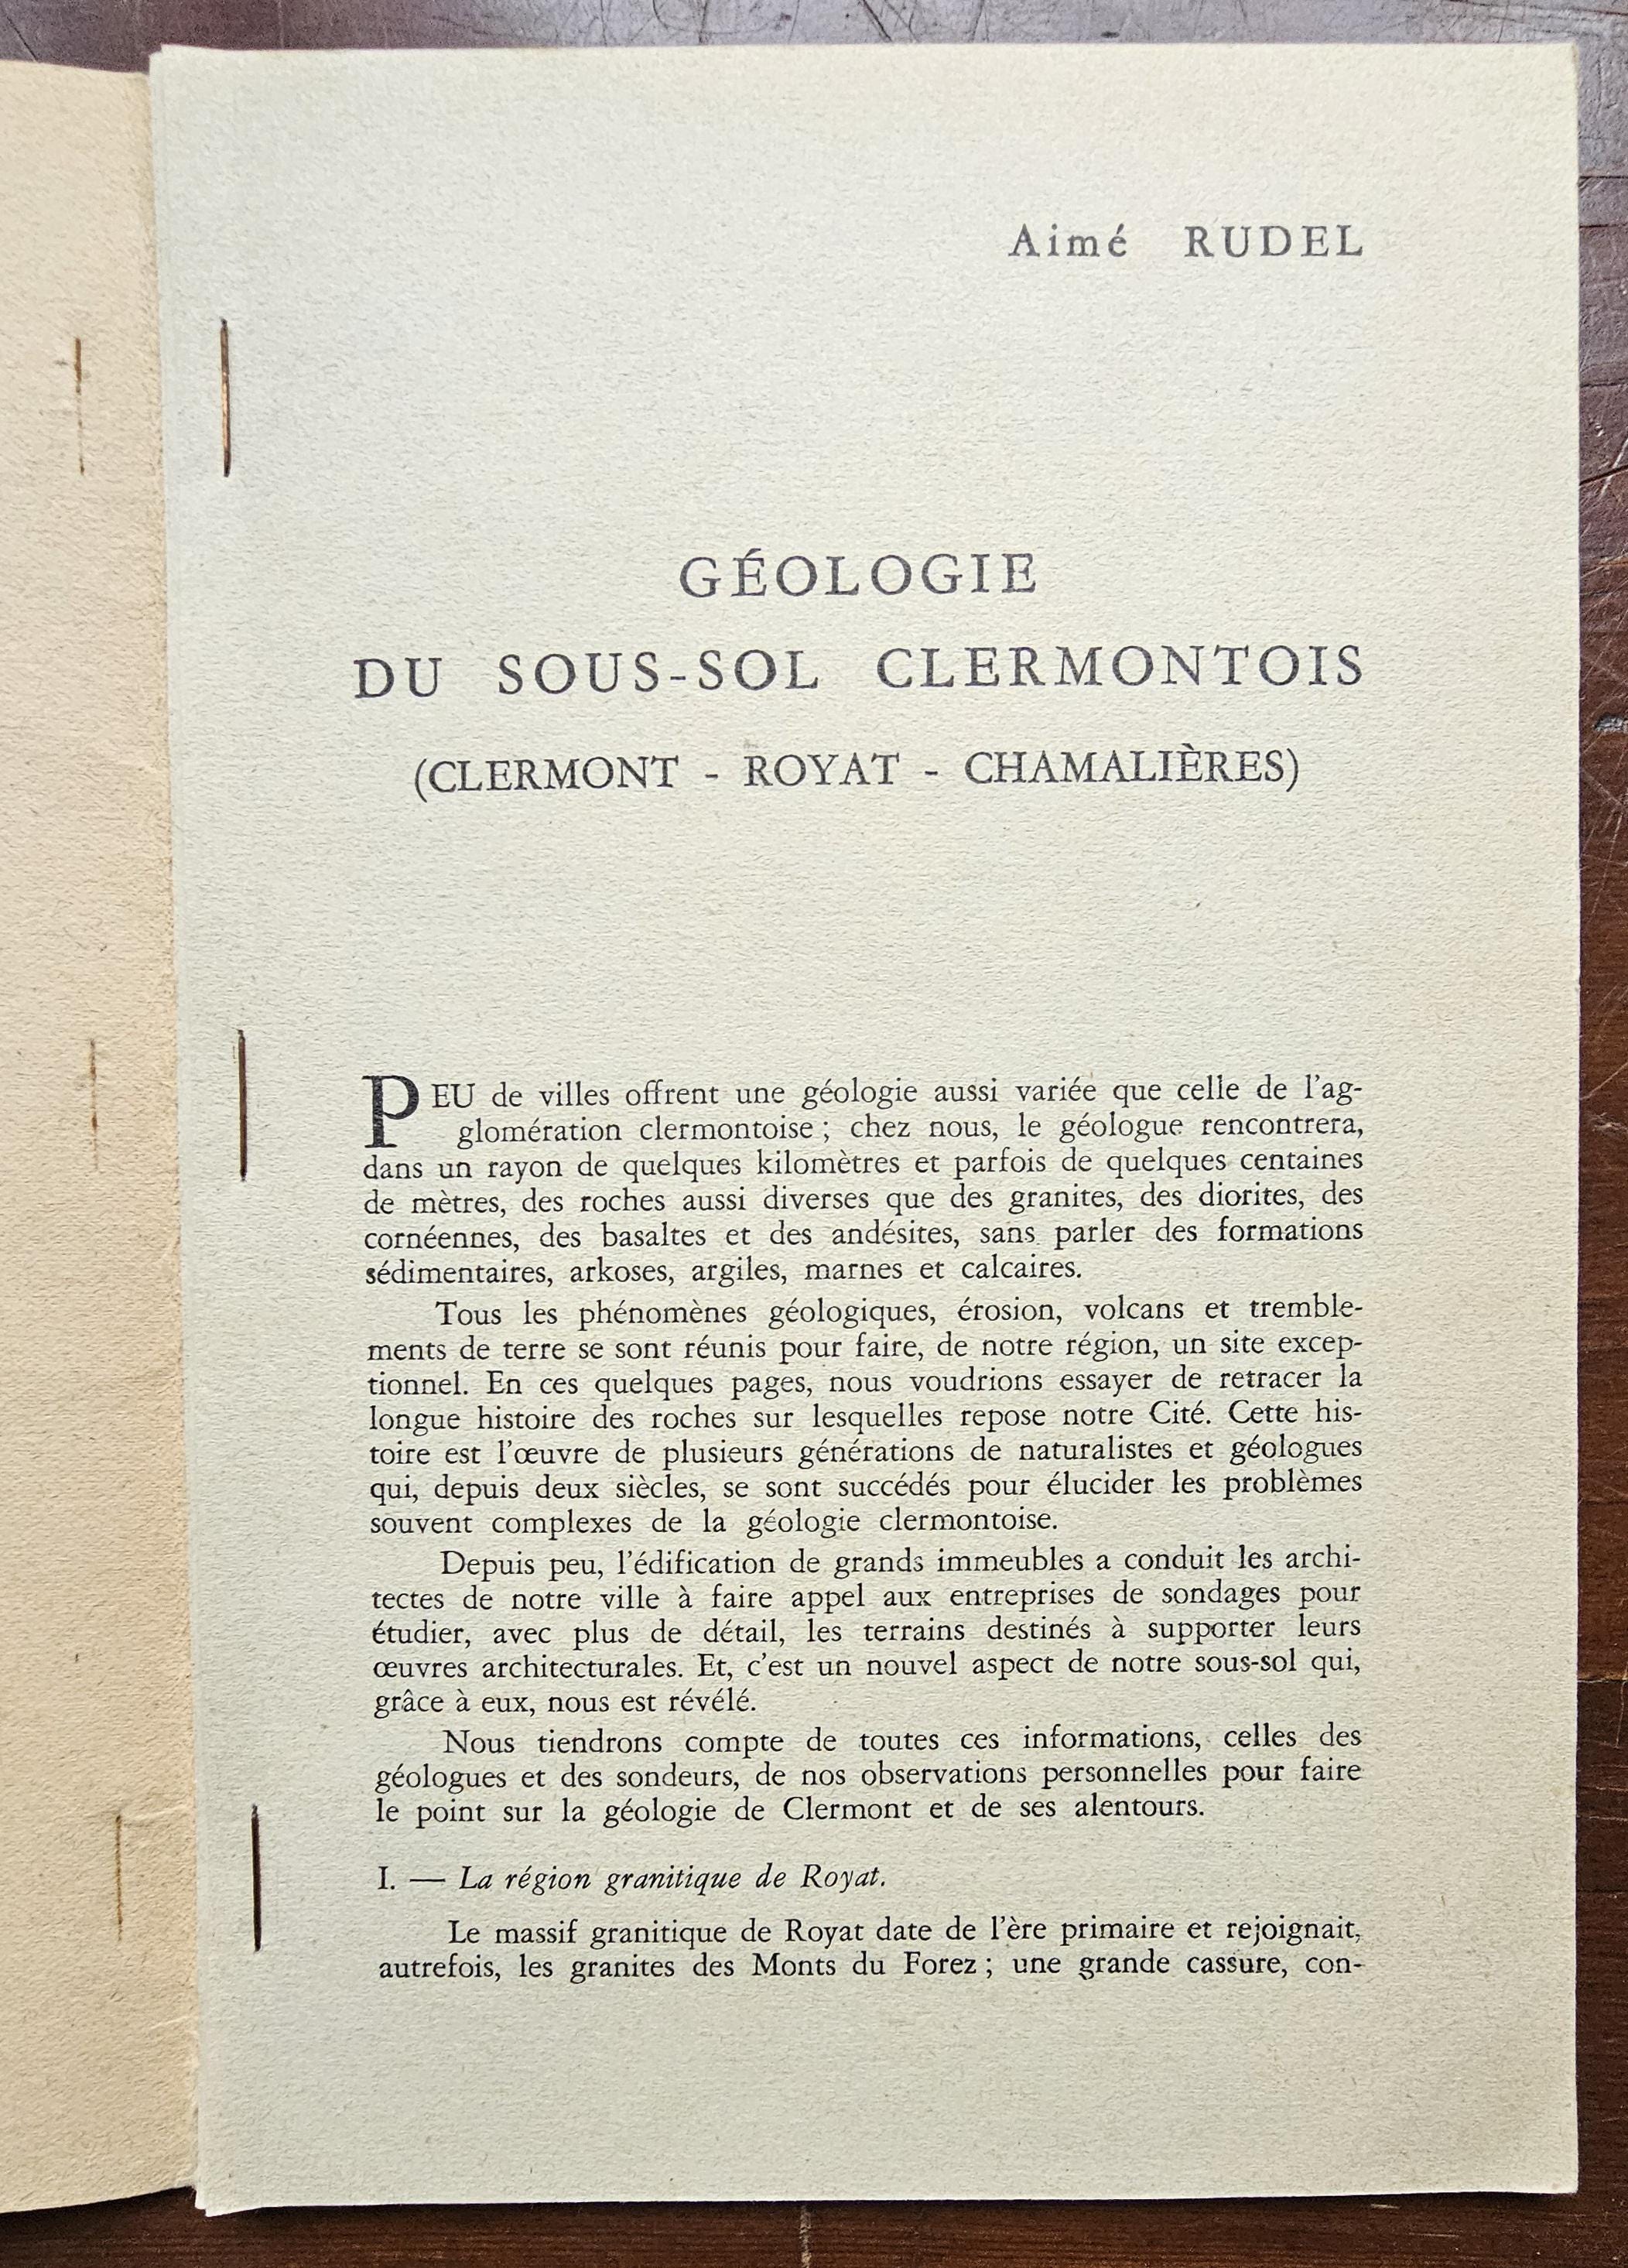 Aimé RUDEL
GÉOLOGIE
DU SOUS-SOL CLERMONTOIS
(CLERMONT - ROYAT - CHAMALIÈRES)
PEU de villes offrent une géologie aussi variée que celle de l'ag-
glomération clermontoise ; chez nous, le géologue rencontrera,
dans un rayon de quelques kilomètres et parfois de quelques centaines
de mètres, des roches aussi diverses que des granites, des diorites, des
cornéennes, des basaltes et des andésites, sans parler des formations
sédimentaires, arkoses, argiles, marnes et calcaires.
Tous les phénomènes géologiques, érosion, volcans et tremble-
ments de terre se sont réunis pour faire, de notre région, un site excep-
tionnel. En ces quelques pages, nous voudrions essayer de retracer la
longue histoire des roches sur lesquelles repose notre Cité. Cette his-
toire est l'œuvre de plusieurs générations de naturalistes et géologues
qui, depuis deux siècles, se sont succédés pour élucider les problèmes
souvent complexes de la géologie clermontoise.
Depuis peu, l'édification de grands immeubles a conduit les archi-
tectes de notre ville à faire appel aux entreprises de sondages pour
étudier, avec plus de détail, les terrains destinés à supporter leurs
œuvres architecturales. Et, c'est un nouvel aspect de notre sous-sol qui,
grâce à eux, nous est révélé.
Nous tiendrons compte de toutes ces informations, celles des
géologues et des sondeurs, de nos observations personnelles pour faire
le point sur la géologie de Clermont et de ses alentours.
I. — La région granitique de Royat.
Le massif granitique de Royat date de l'ère primaire et rejoignait,
autrefois, les granites des Monts du Forez ; une grande cassure, con-